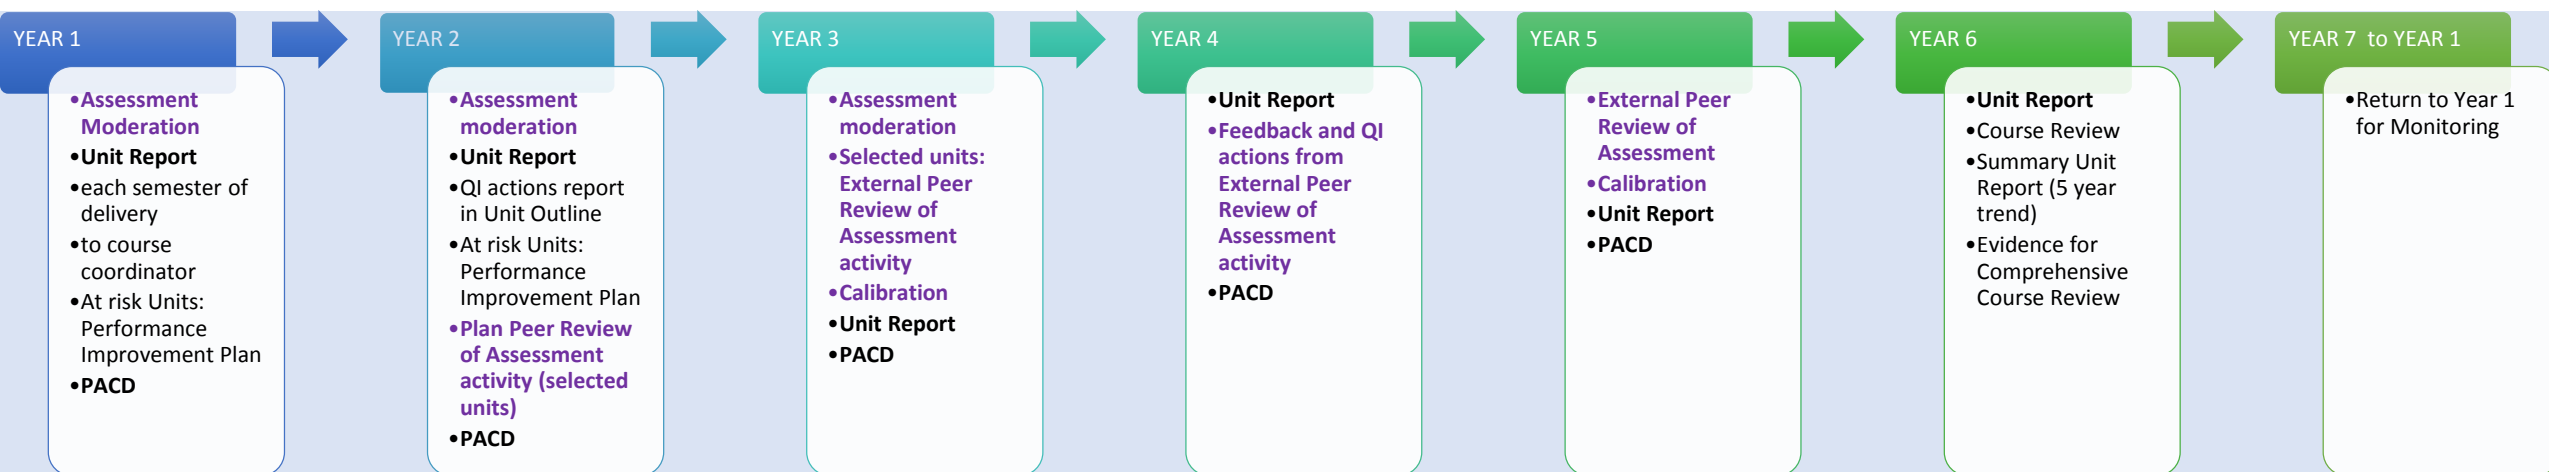 YEAR 1
•Assessment
Moderation
•Unit Report
•each semester of
delivery
•to course
coordinator
•At risk Units:
Performance
Improvement Plan
•PACD
YEAR 2
•Assessment
moderation
•Unit Report
•QI actions report
in Unit Outline
•At risk Units:
Performance
Improvement Plan
•Plan Peer Review
of Assessment
activity (selected
units)
•PACD
YEAR 3
•Assessment
moderation
•Selected units:
External Peer
Review of
Assessment
activity
•Calibration
•Unit Report
•PACD
YEAR 4
•Unit Report
•Feedback and QI
actions from
External Peer
Review of
Assessment
activity
•PACD
YEAR 5
•External Peer
Review of
Assessment
•Calibration
•Unit Report
•PACD
YEAR 6
•Unit Report
•Course Review
•Summary Unit
Report (5 year
trend)
•Evidence for
Comprehensive
Course Review
YEAR 7 to YEAR 1
•Return to Year 1
for Monitoring